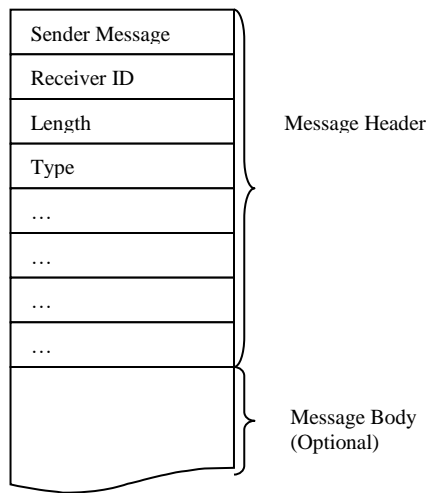 Sender Message
Receiver ID
Length
Type
…
…
…
…
Message Header
Message Body
(Optional)